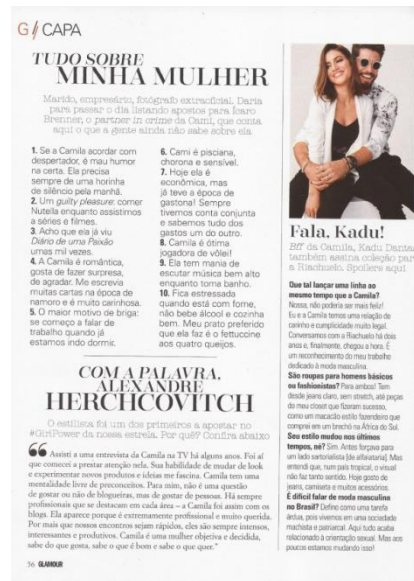 G// CAPA
TUDO SOBRE
MINHA MULHER
Marido, empresário, fotógrafo extraoficial. Daria
para passar o dia listando apostos para Ícaro
Brenner, o partner in crime da Cami, que conta
aqui o que a gente ainda não sabe sobre ela
1. Se a Camila acordar com
despertador, é mau humor
na certa. Ela precisa
sempre de uma horinha
de silêncio pela manhã.
2. Um guilty pleasure: comer
Nutella enquanto assistimos
a séries e filmes.
3. Acho que ela já viu
Diário de uma Paixão
umas mil vezes.
4. A Camila é romântica,
gosta de fazer surpresa,
de agradar. Me escrevia
muitas cartas na época de
namoro e é muito carinhosa.
5. O maior motivo de briga:
se começo a falar de
trabalho quando já
estamos indo dormir.
6. Cami é pisciana,
chorona e sensível.
7. Hoje ela é
econômica, mas
já teve a época de
gastona! Sempre
tivemos conta conjunta
e sabemos tudo dos
gastos um do outro.
8. Camila é ótima
jogadora de vôlei!
9. Ela tem mania de
escutar música bem alto
enquanto toma banho.
10. Fica estressada
quando está com fome,
não bebe álcool e cozinha
bem. Meu prato preferido
que ela faz é o fettuccine
aos quatro queijos.
COM A PALAVRA,
ALEXANDRE
HERCHCOVITCH
O estilista foi um dos primeiros a apostar no
#GirlPower da nossa estrela. Por quê? Confira abaixo
“Assisti a uma entrevista da Camila na TV há alguns anos. Foi aí
que comecei a prestar atenção nela. Sua habilidade de mudar de look
e experimentar novos produtos e ideias me fascina. Camila tem uma
mentalidade livre de preconceitos. Para mim, não é uma questão
de gostar ou não de blogueiras, mas de gostar de pessoas. Há sempre
profissionais que se destacam em cada área – a Camila foi assim com os
blogs. Ela aparece porque é extremamente profissional e muito querida.
Por mais que nossos encontros sejam rápidos, eles são sempre intensos,
interessantes e produtivos. Camila é uma mulher objetiva e decidida,
sabe do que gosta, sabe o que é bom e sabe o que quer.”
Fala, Kadu!
BFF da Camila, Kadu Dantas
também assina coleção para
a Riachuelo. Spoilers aqui
Que tal lançar uma linha ao
mesmo tempo que a Camila?
Nossa, não poderia ser mais feliz!
Eu e a Camila temos uma relação de
carinho e cumplicidade muito legal.
Conversamos com a Riachuelo há dois
anos e, finalmente, chegou a hora. É
um reconhecimento do meu trabalho
dedicado à moda masculina.
São roupas para homens básicos
ou fashionistas? Para ambos! Tem
desde jeans claro, sem stretch, até peças
do meu closet que fizeram sucesso,
como um macacão estilo fazendeiro que
comprei em um brechó na África do Sul.
Seu estilo mudou nos últimos
tempos, né? Sim. Antes forçava para
um lado sartorialista [de alfaiataria]. Mas
entendi que, num país tropical, o visual
não faz tanto sentido. Hoje gosto de
jeans, camiseta e muitos acessórios.
É difícil falar de moda masculina
no Brasil? Defino como uma tarefa
árdua, pois vivemos em uma sociedade
machista e patriarcal. Aqui tudo acaba
relacionado à orientação sexual. Mas aos
poucos estamos mudando isso!
56 GLAMOUR